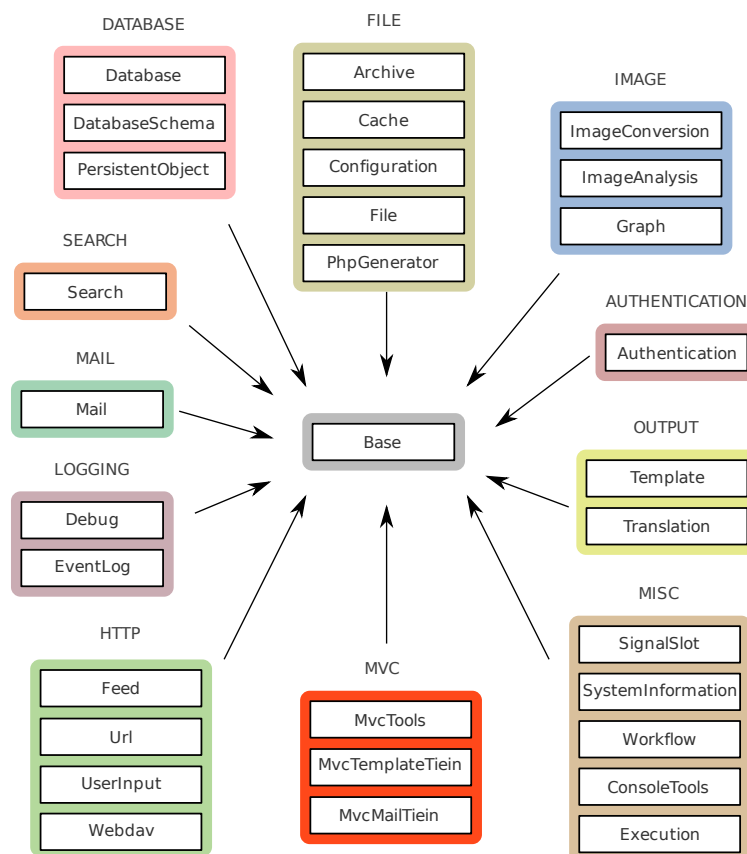 DATABASE
Database
DatabaseSchema
PersistentObject
FILE
Archive
Cache
Configuration
File
PhpGenerator
IMAGE
ImageConversion
ImageAnalysis
Graph
SEARCH
Search
AUTHENTICATION
Authentication
MAIL
Mail
Base
OUTPUT
Template
Translation
LOGGING
Debug
EventLog
HTTP
Feed
Url
UserInput
Webdav
MVC
MvcTools
MvcTemplateTiein
MvcMailTiein
MISC
SignalSlot
SystemInformation
Workflow
ConsoleTools
Execution